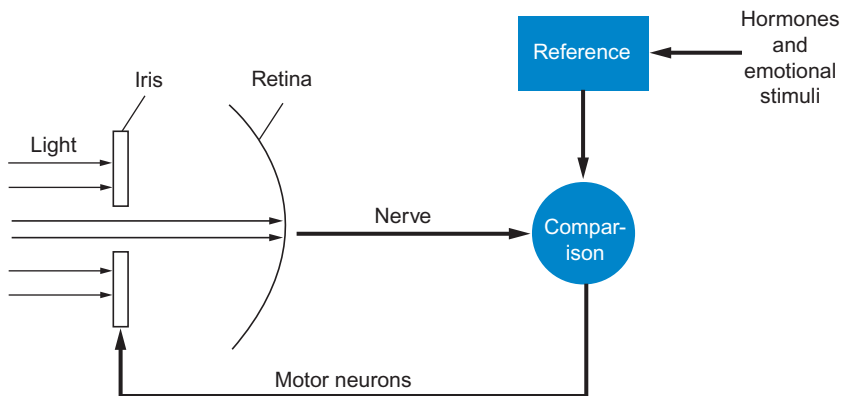 Hormones
and
emotional
stimuli
Reference
Iris
Retina
Light
Nerve
Compar-
ison
Motor neurons